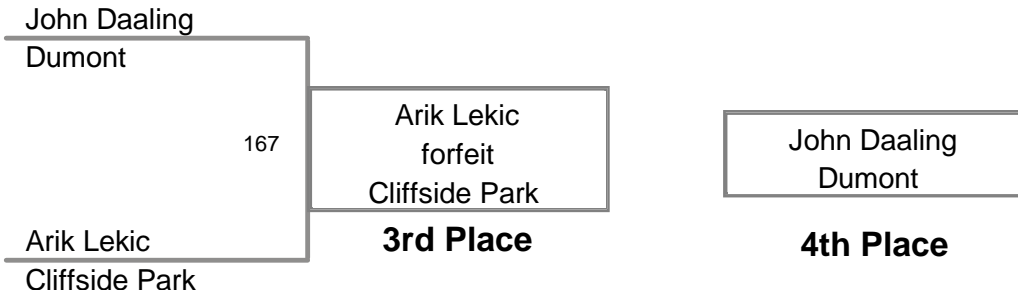 John Daaling
Dumont
167
Arik Lekic
forfeit
Cliffside Park
3rd Place
Arik Lekic
Cliffside Park
John Daaling
Dumont
4th Place